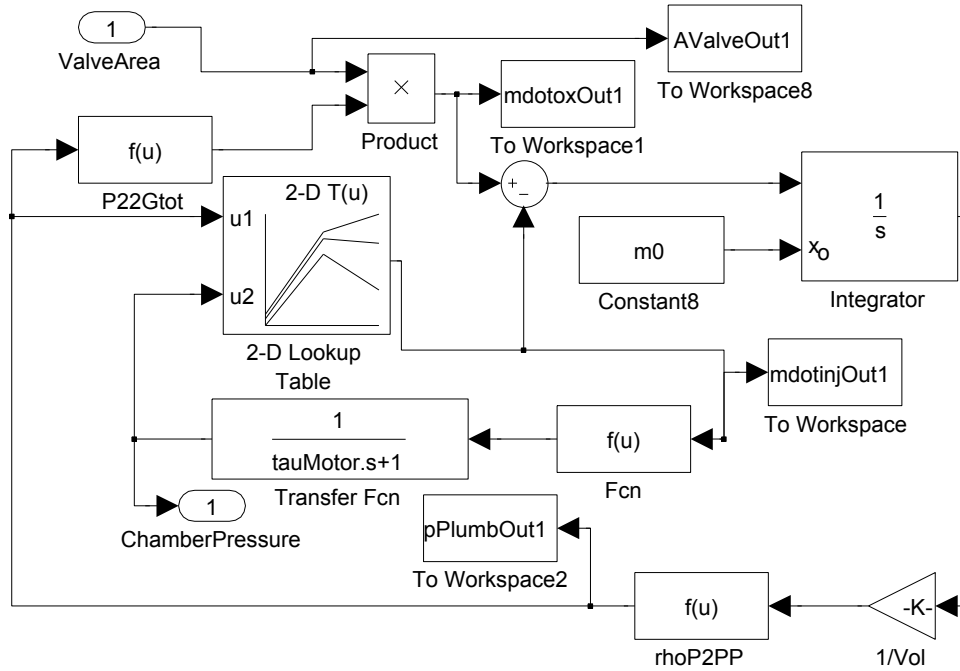 1
ValveArea
AValveOut1
To Workspace8
×
Product
mdotoxOut1
To Workspace1
f(u)
P22Gtot
2-D T(u)
u1
u2
2-D Lookup
Table
+
−
m0
Constant8
1
s
xo
Integrator
mdotinjOut1
To Workspace
1
tauMotor.s+1
Transfer Fcn
f(u)
Fcn
1
ChamberPressure
pPlumbOut1
To Workspace2
f(u)
rhoP2PP
-K-
1/Vol